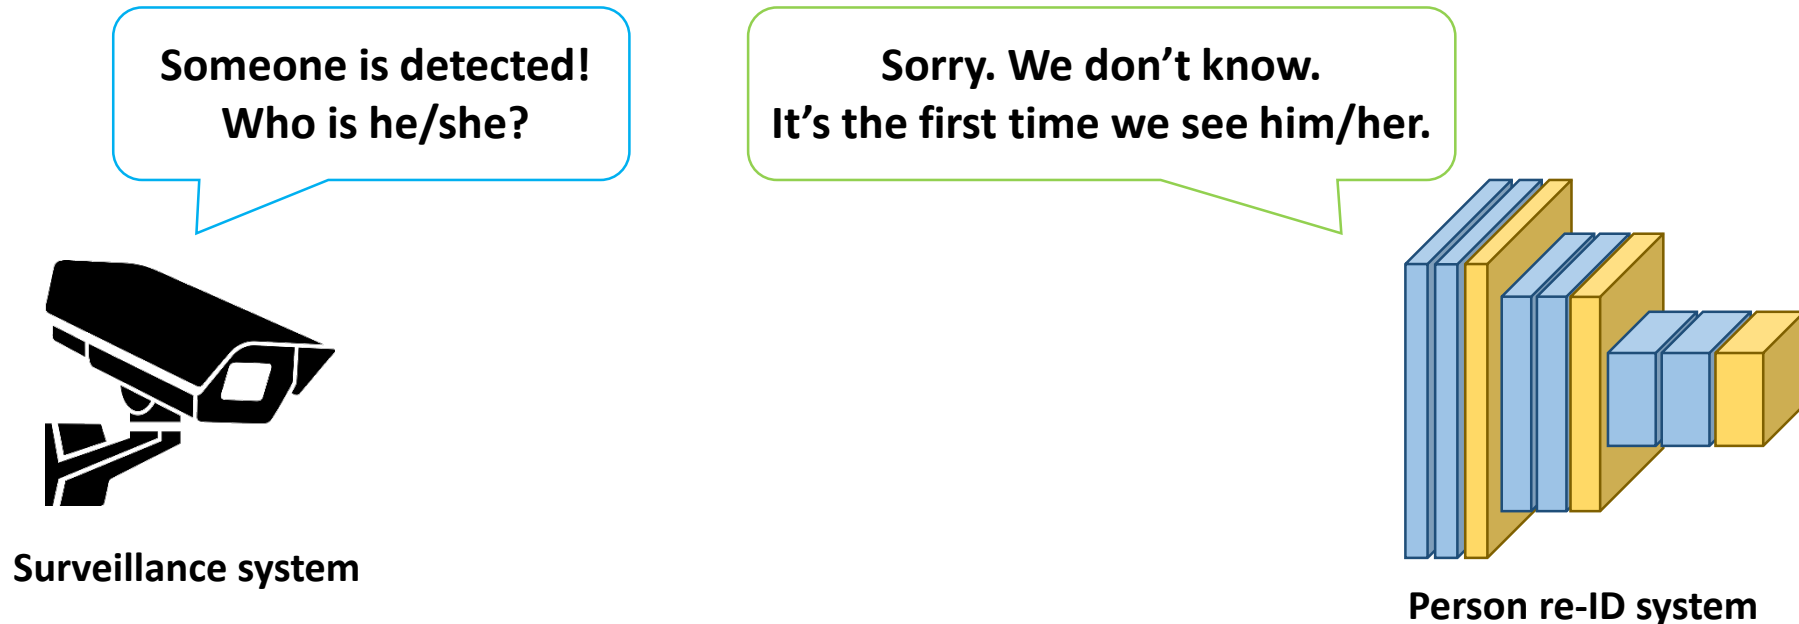 Someone is detected!
Who is he/she?
Sorry. We don’t know.
It’s the first time we see him/her.
Surveillance system
Person re-ID system